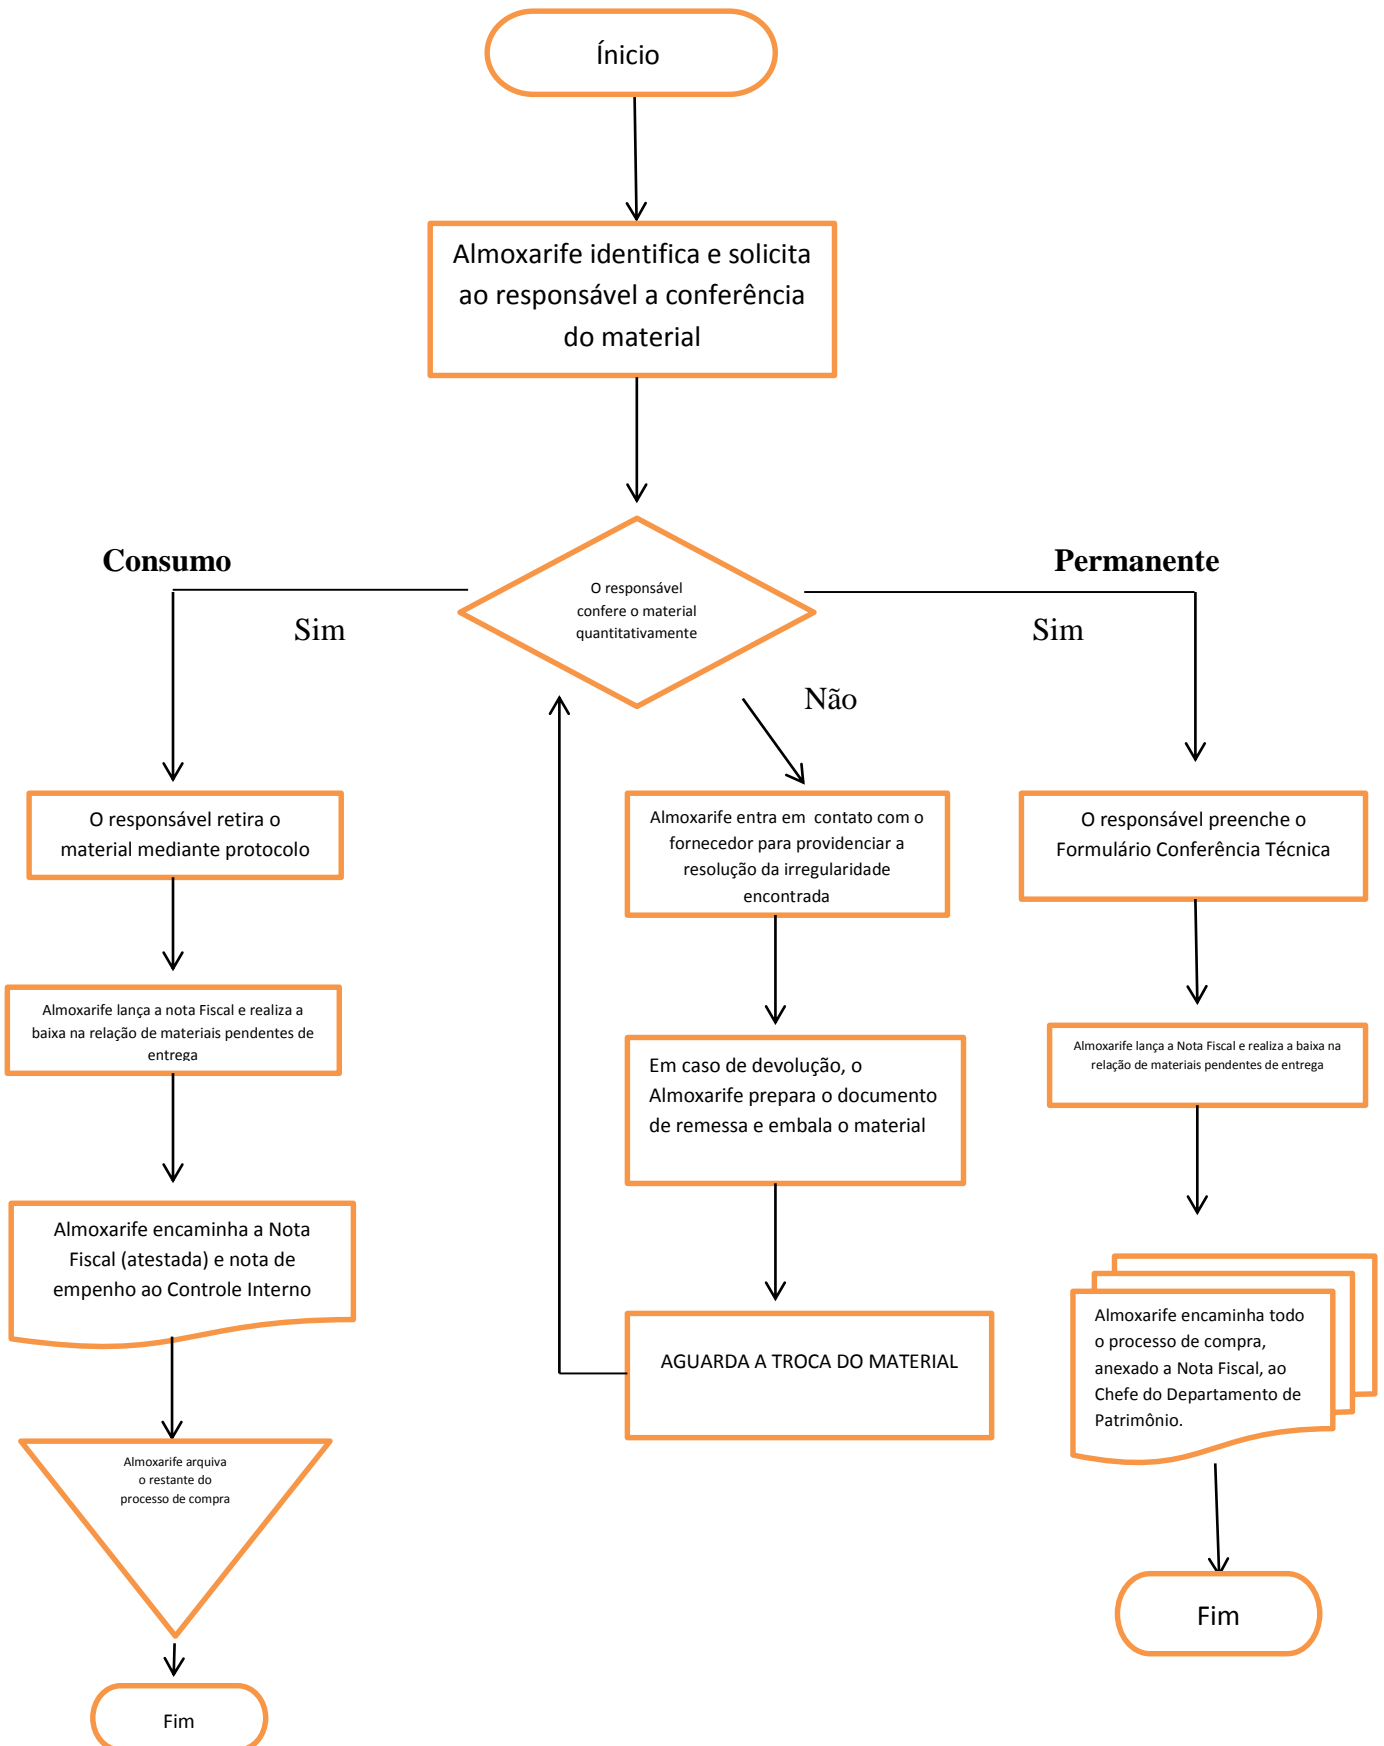 Ínicio
Almoxarife identifica e solicita
ao responsável a conferência
do material
Consumo
Permanente
O responsável
confere o material
quantitativamente
Sim
Sim
Não
O responsável retira o
material mediante protocolo
Almoxarife entra em contato com o
fornecedor para providenciar a
resolução da irregularidade
encontrada
O responsável preenche o
Formulário Conferência Técnica
Almoxarife lança a nota Fiscal e realiza a
baixa na relação de materiais pendentes de
entrega
Em caso de devolução, o
Almoxarife prepara o documento
de remessa e embala o material
Almoxarife lança a Nota Fiscal e realiza a baixa na
relação de materiais pendentes de entrega
Almoxarife encaminha a Nota
Fiscal (atestada) e nota de
empenho ao Controle Interno
AGUARDA A TROCA DO MATERIAL
Almoxarife encaminha todo
o processo de compra,
anexado a Nota Fiscal, ao
Chefe do Departamento de
Patrimônio.
Almoxarife arquiva
o restante do
processo de compra
Fim
Fim